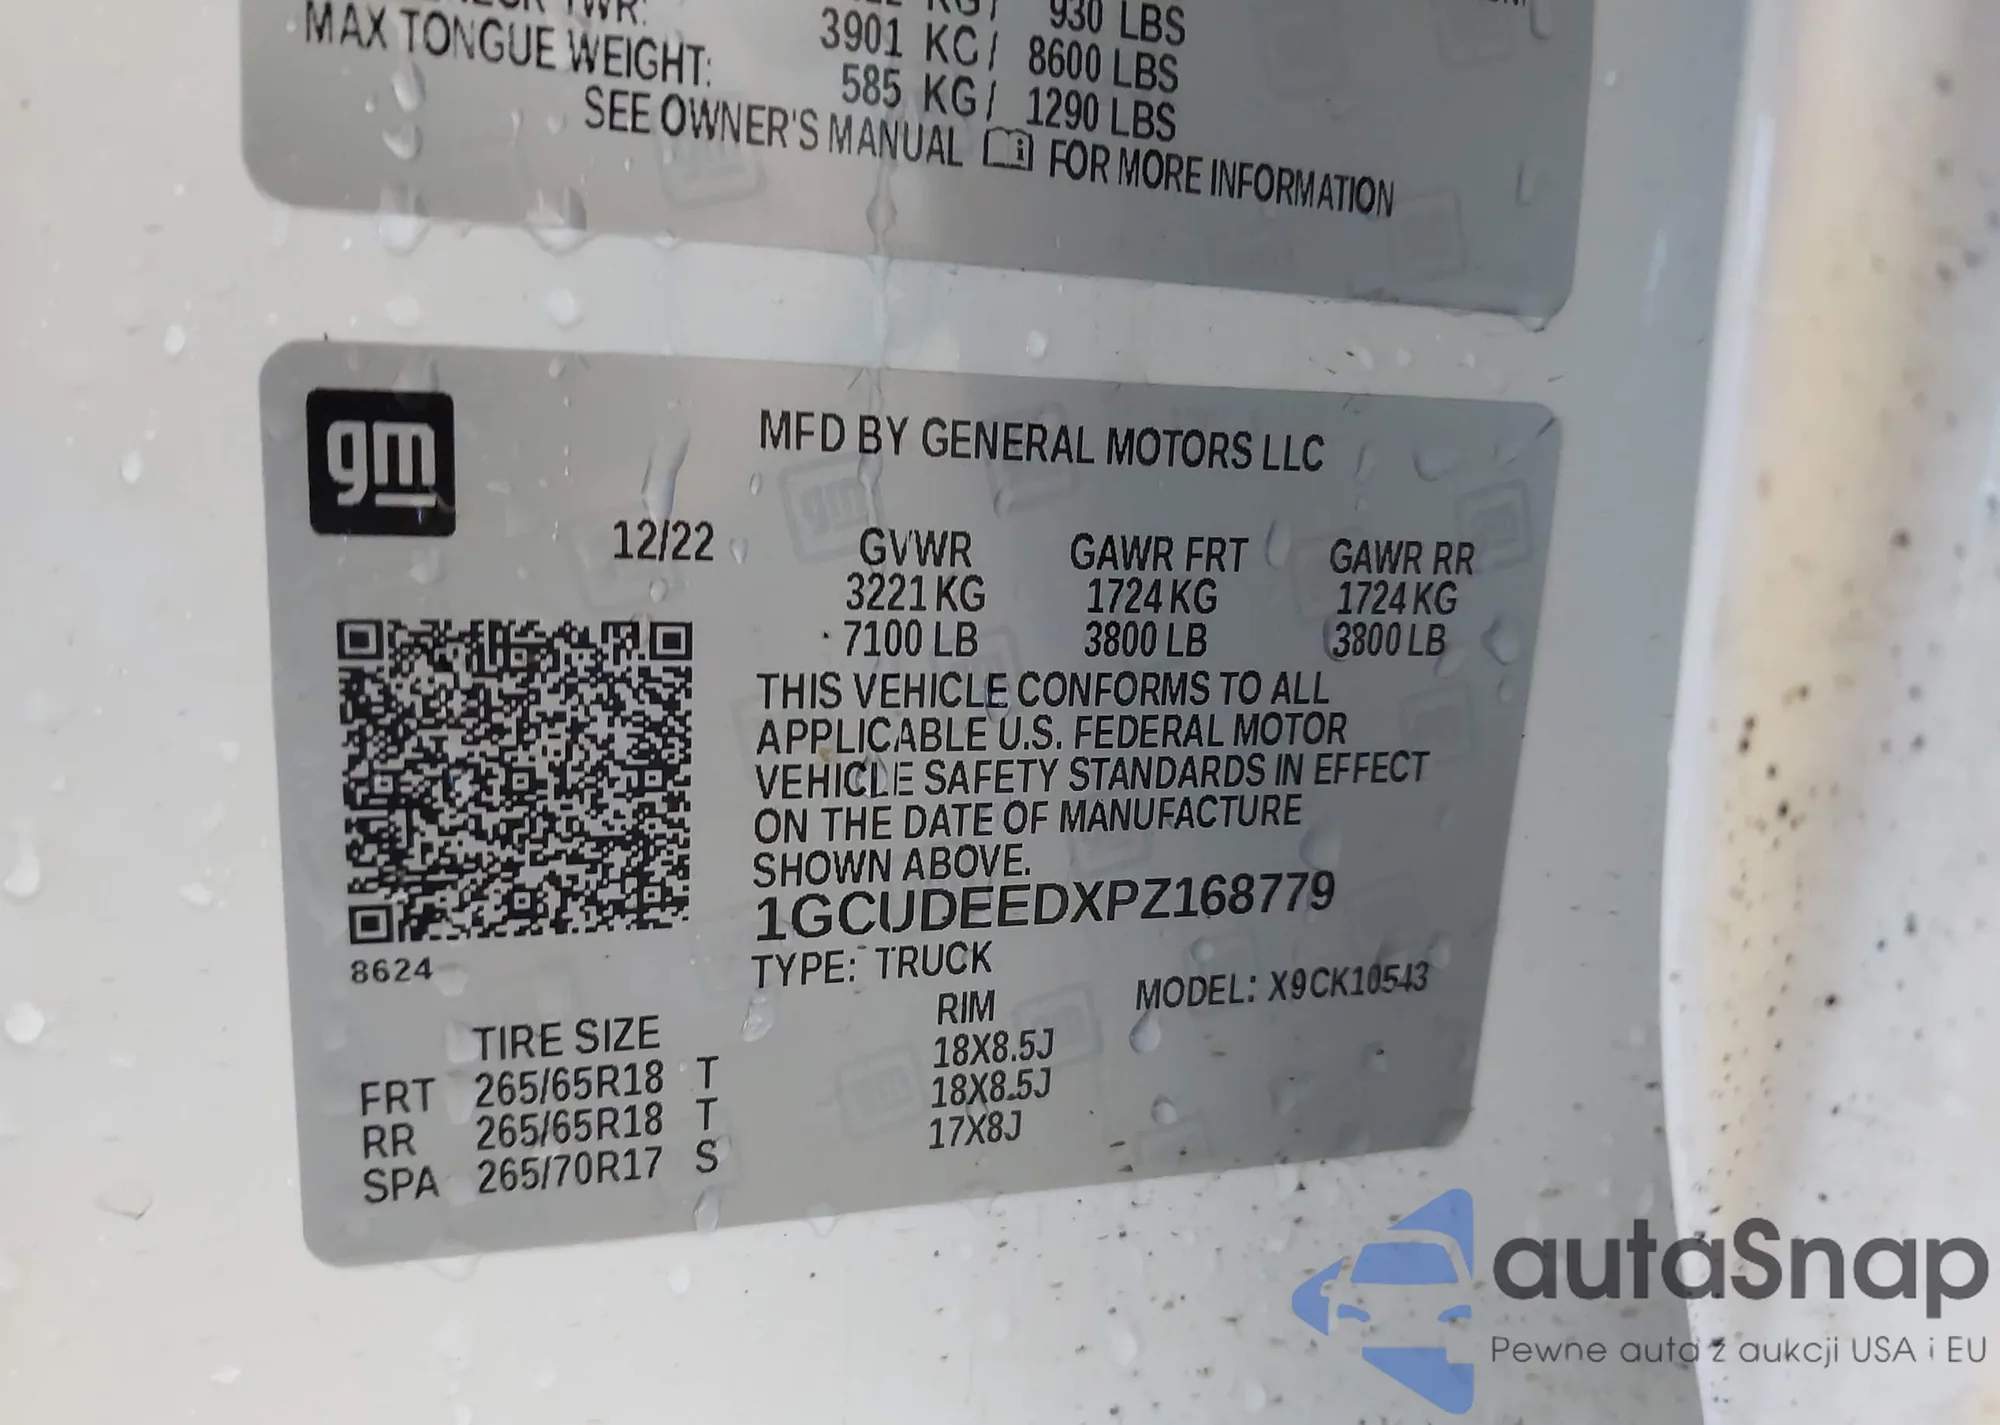 930 LBS
3901 KG/ 8600 LBS
MAX TONGUE WEIGHT: 585 KG/ 1290 LBS
SEE OWNER'S MANUAL FOR MORE INFORMATION
gm
MFD BY GENERAL MOTORS LLC
12/22 GVWR GAWR FRT GAWR RR
3221 KG 1724 KG 1724 KG
7100 LB 3800 LB 3800 LB
THIS VEHICLE CONFORMS TO ALL
APPLICABLE U.S. FEDERAL MOTOR
VEHICLE SAFETY STANDARDS IN EFFECT
ON THE DATE OF MANUFACTURE
SHOWN ABOVE.
1GCUDEEDXPZ168779
8624
TYPE: TRUCK MODEL: X9CK10543
TIRE SIZE RIM
FRT 265/65R18 T 18X8.5J
RR 265/65R18 T 18X8.5J
SPA 265/70R17 S 17X8J
autaSnap
Pewne auta z aukcji USA i EU